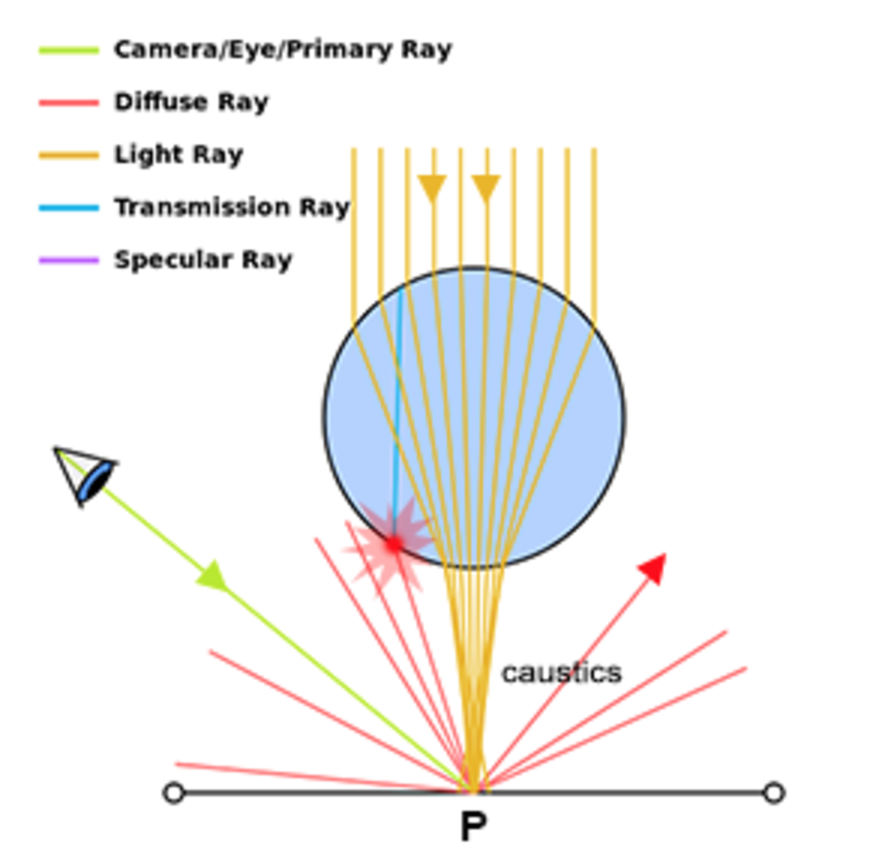 Camera/Eye/Primary Ray
Diffuse Ray
Light Ray
Transmission Ray
Specular Ray
caustics
P